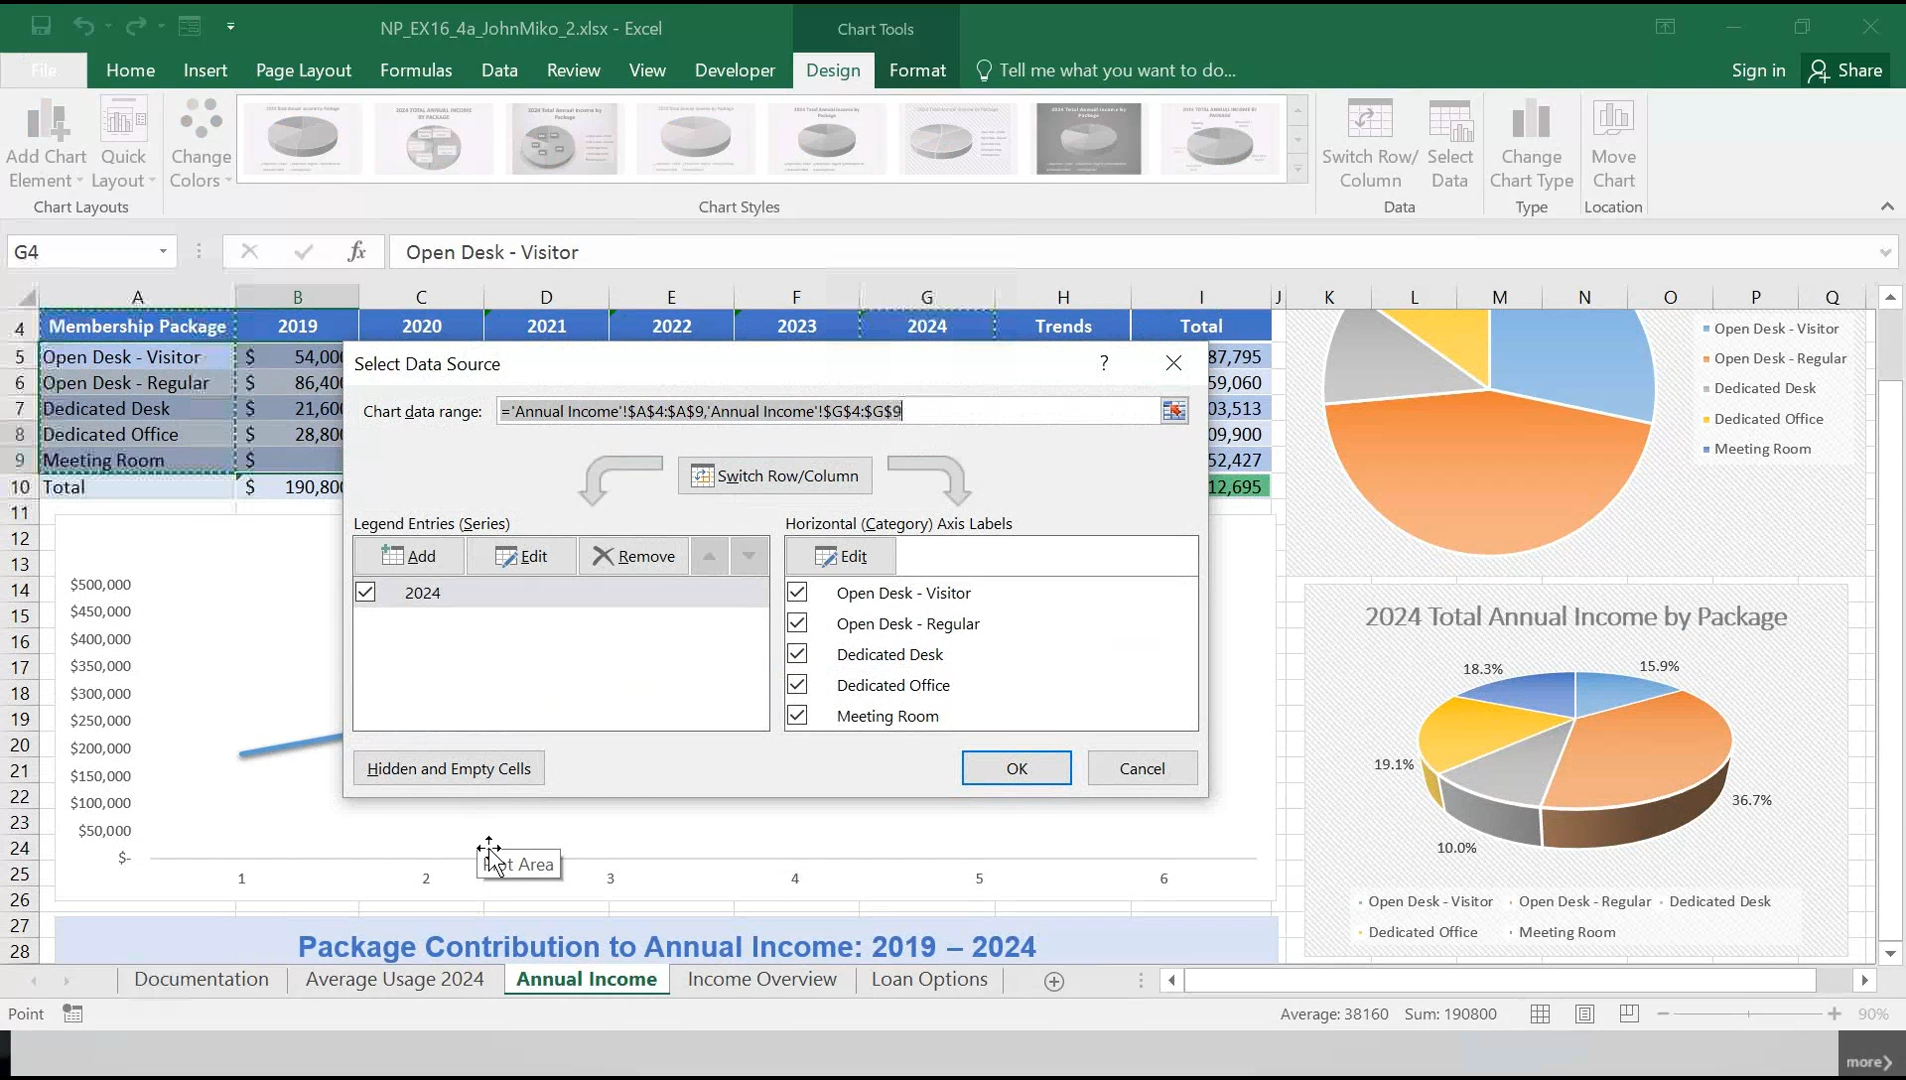 NP_EX16_4a_JohnMiko_2.xlsx - Excel
Chart Tools
File
Home
Insert
Page Layout
Formulas
Data
Review
View
Developer
Design
Format
Tell me what you want to do...
Sign in
Share
Add Chart
Element
Quick
Layout
Change
Colors
Switch Row/
Column
Select
Data
Change
Chart Type
Move
Chart
Chart Layouts
Chart Styles
Data
Type
Location
G4
fx
Open Desk - Visitor
A B C D E F G H I J K L M N O P Q
4 Membership Package 2019 2020 2021 2022 2023 2024 Trends Total
5 Open Desk - Visitor $ 54,000 87,795
6 Open Desk - Regular $ 86,400 59,060
7 Dedicated Desk $ 21,600 03,513
8 Dedicated Office $ 28,800 09,900
9 Meeting Room $ 52,427
10 Total $ 190,800 12,695
11
12
13
14
15
16
17
18
19
20
21
22
23
24
25
26
27
28
Select Data Source
?
Chart data range: ='Annual Income'!$A$4:$A$9,'Annual Income'!$G$4:$G$9
Switch Row/Column
Legend Entries (Series)
Add
Edit
Remove
2024
Horizontal (Category) Axis Labels
Edit
Open Desk - Visitor
Open Desk - Regular
Dedicated Desk
Dedicated Office
Meeting Room
Hidden and Empty Cells
OK
Cancel
$500,000
$450,000
$400,000
$350,000
$300,000
$250,000
$200,000
$150,000
$100,000
$50,000
$-
1 2 3 4 5 6
Area
Package Contribution to Annual Income: 2019 – 2024
Open Desk - Visitor
Open Desk - Regular
Dedicated Desk
Dedicated Office
Meeting Room
2024 Total Annual Income by Package
18.3%
15.9%
19.1%
36.7%
10.0%
Open Desk - Visitor
Open Desk - Regular
Dedicated Desk
Dedicated Office
Meeting Room
Documentation
Average Usage 2024
Annual Income
Income Overview
Loan Options
Point
Average: 38160
Sum: 190800
90%
more